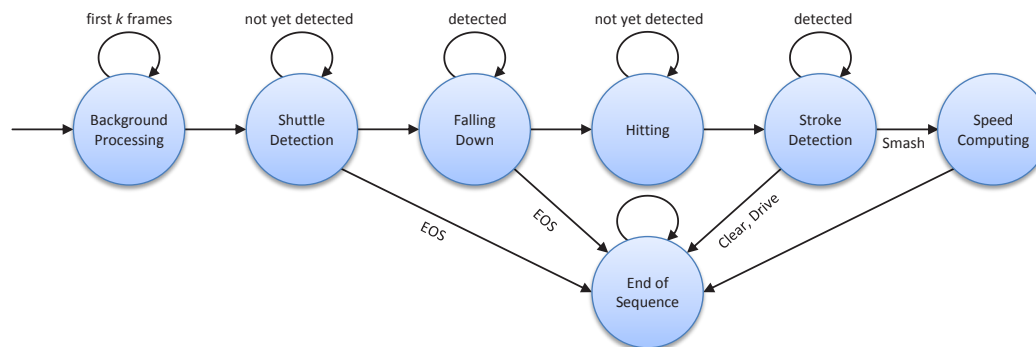 first k frames
not yet detected
detected
not yet detected
detected
Background
Processing
Shuttle
Detection
Falling
Down
Hitting
Stroke
Detection
Smash
Speed
Computing
EOS
EOS
Clear, Drive
End of
Sequence